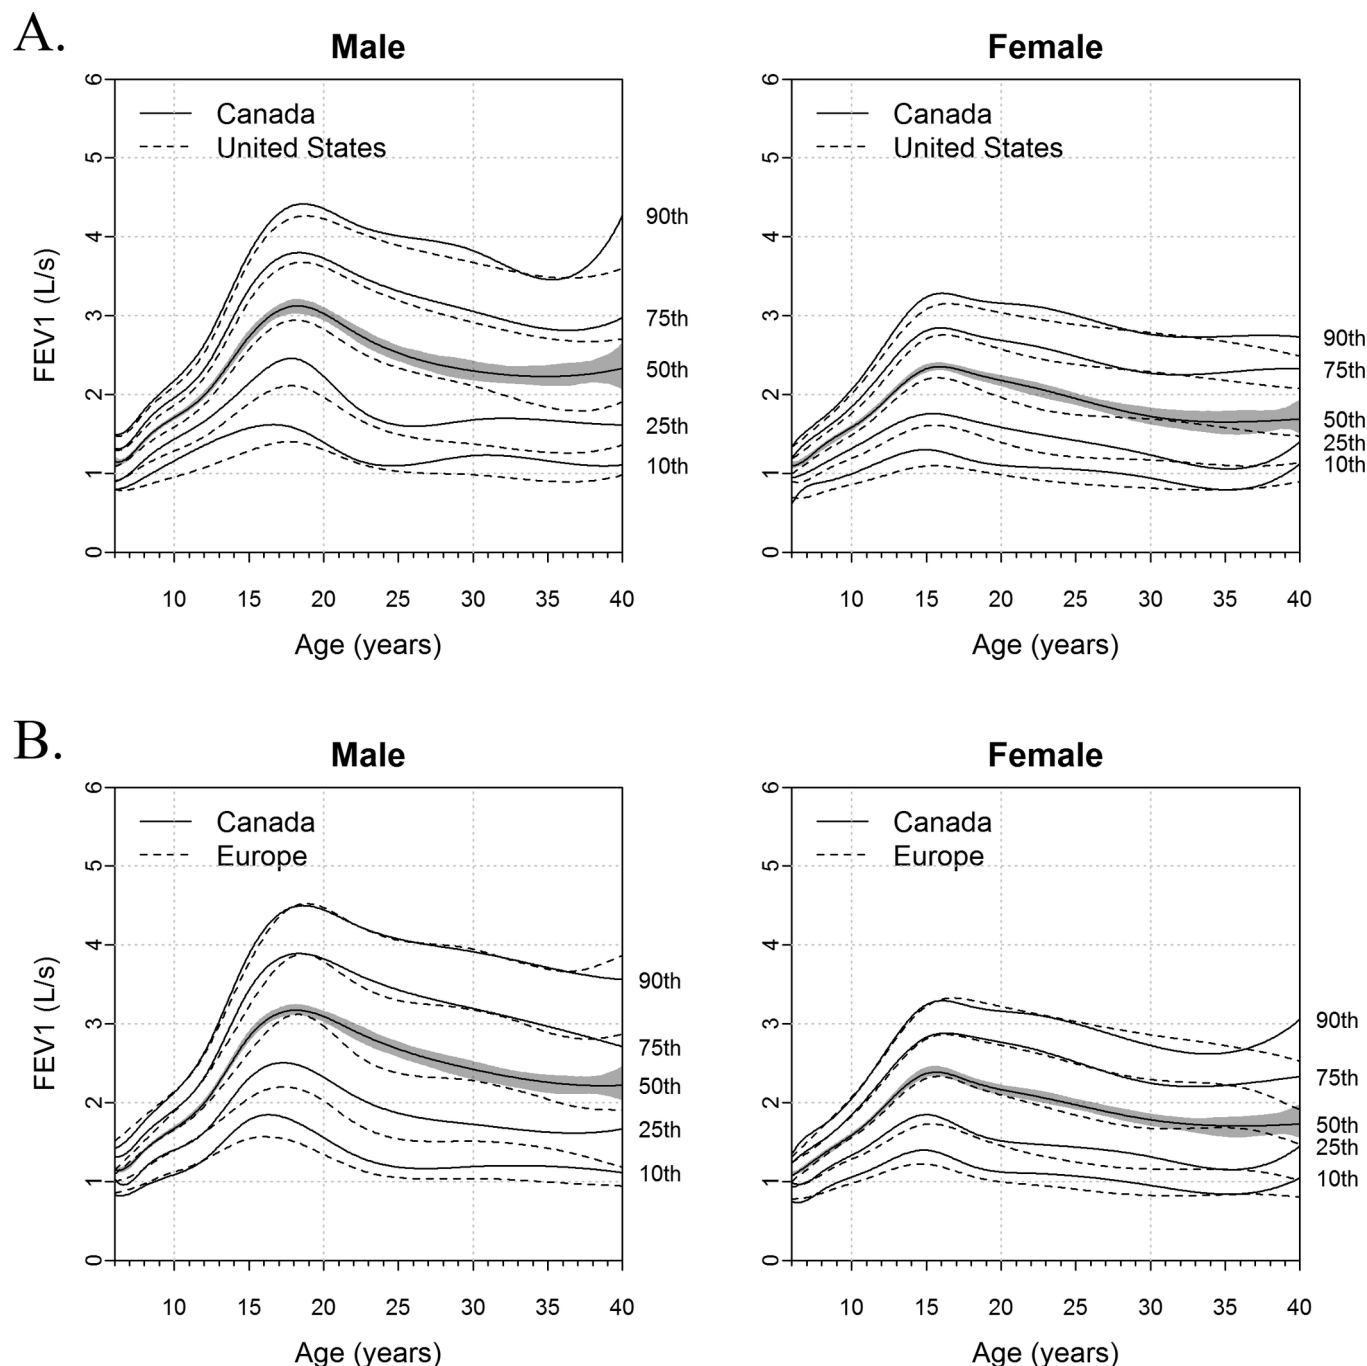 A.
Male
Female
Canada
United States
Canada
United States
FEV1 (L/s)
6
5
4
3
2
1
0
90th
75th
50th
25th
10th
6
5
4
3
2
1
0
90th
75th
50th
25th
10th
10 15 20 25 30 35 40
10 15 20 25 30 35 40
Age (years)
Age (years)
B.
Male
Female
Canada
Europe
Canada
Europe
FEV1 (L/s)
6
5
4
3
2
1
0
90th
75th
50th
25th
10th
6
5
4
3
2
1
0
90th
75th
50th
25th
10th
10 15 20 25 30 35 40
10 15 20 25 30 35 40
Age (years)
Age (years)